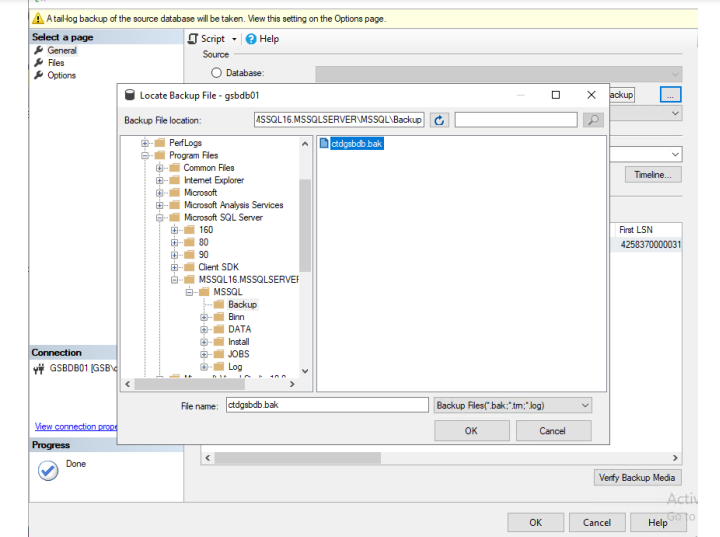 A tail-log backup of the source database will be taken. View this setting on the Options page.
Select a page
General
Files
Options
Script
Help
Source
Database:
ackup
...
Locate Backup File - gsbdb01
Backup File location:
MSSQL16.MSSQLSERVER\MSSQL\Backup
PerfLogs
Program Files
Common Files
Internet Explorer
Microsoft
Microsoft Analysis Services
Microsoft SQL Server
160
80
90
Client SDK
MSSQL16.MSSQLSERVER
MSSQL
Backup
Binn
DATA
Install
JOBS
Log
ctdgsbdb.bak
Timeline...
First LSN
4258370000031
File name:
ctdgsbdb.bak
Backup Files(*.bak;*.trn;*.log)
OK
Cancel
Connection
GSBDB01 [GSB\
View connection prope
Progress
Done
Verify Backup Media
Activ
Go to
OK
Cancel
Help